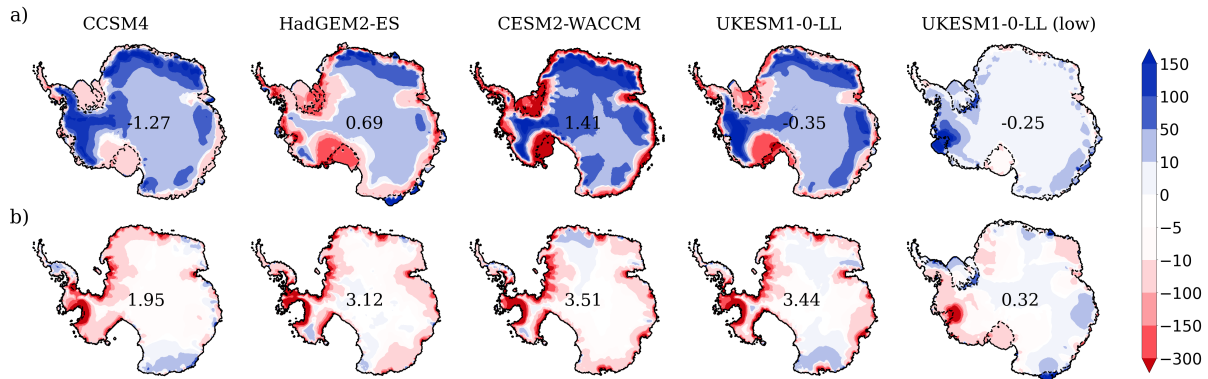 a)
CCSM4
HadGEM2-ES
CESM2-WACCM
UKESM1-0-LL
UKESM1-0-LL (low)
-1.27
0.69
1.41
-0.35
-0.25
b)
1.95
3.12
3.51
3.44
0.32
150
100
50
10
0
-5
-10
-100
-150
-300